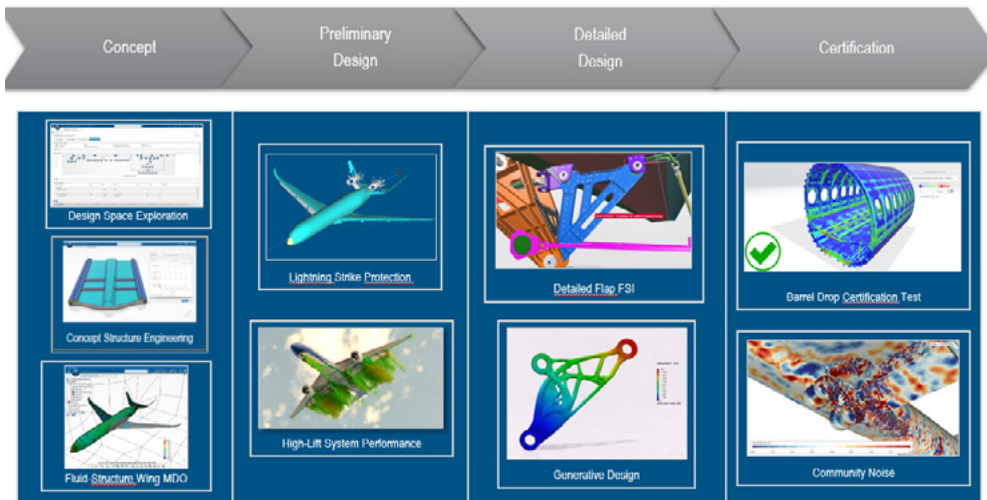 Concept
Preliminary
Design
Detailed
Design
Certification
Design Space Exploration
Concept Structure Engineering
Fluid Structure Wing MDO
Lightning Strike Protection
High-Lift System Performance
Detailed Flap FSI
Generative Design
Barrel Drop Certification Test
Community Noise